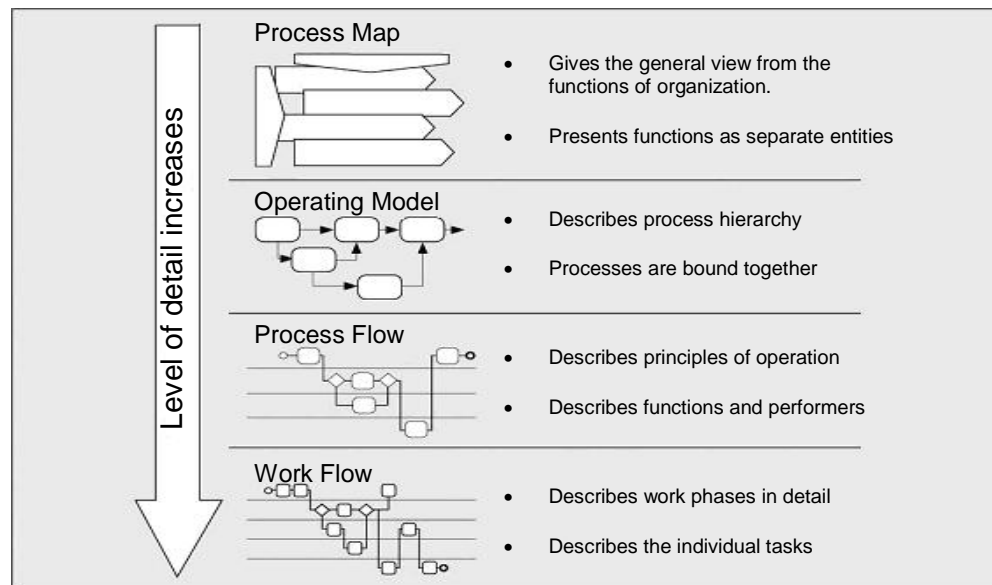 Level of detail increases
Process Map
• Gives the general view from the
functions of organization.
• Presents functions as separate entities
Operating Model
• Describes process hierarchy
• Processes are bound together
Process Flow
• Describes principles of operation
• Describes functions and performers
Work Flow
• Describes work phases in detail
• Describes the individual tasks